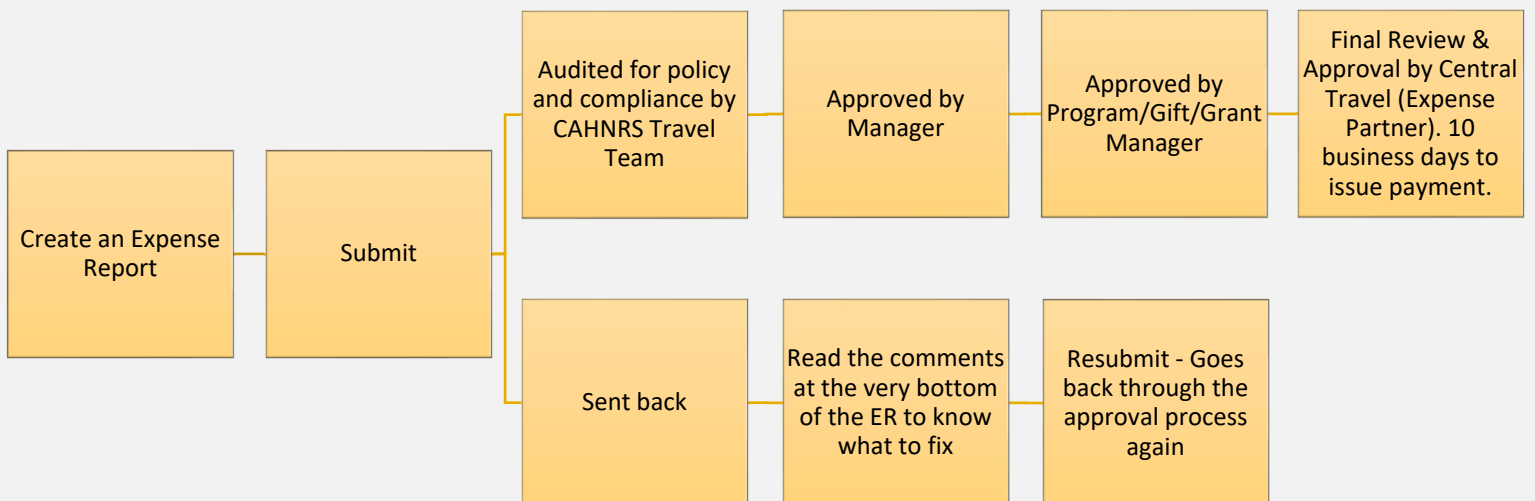 Create an Expense
Report
Submit
Audited for policy
and compliance by
CAHNRS Travel
Team
Approved by
Manager
Approved by
Program/Gift/Grant
Manager
Final Review &
Approval by Central
Travel (Expense
Partner). 10
business days to
issue payment.
Sent back
Read the comments
at the very bottom
of the ER to know
what to fix
Resubmit - Goes
back through the
approval process
again